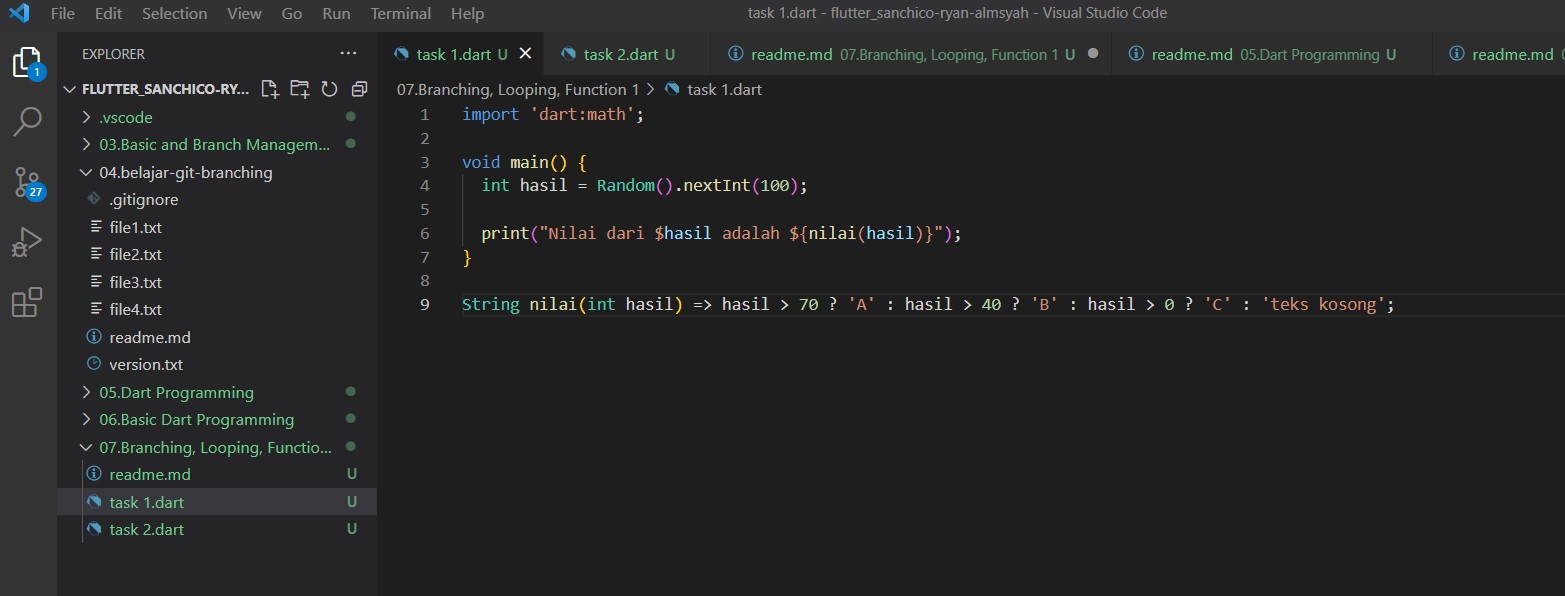 File Edit Selection View Go Run Terminal Help task 1.dart - flutter_sanchico-ryan-almsyah - Visual Studio Code
1
27
EXPLORER ...
FLUTTER_SANCHICO-RY...
.vscode
03.Basic and Branch Managem...
04.belajar-git-branching
.gitignore
file1.txt
file2.txt
file3.txt
file4.txt
readme.md
version.txt
05.Dart Programming
06.Basic Dart Programming
07.Branching, Looping, Functio...
readme.md U
task 1.dart U
task 2.dart U
task 1.dart U task 2.dart U readme.md 07.Branching, Looping, Function 1 U readme.md 05.Dart Programming U readme.md
07.Branching, Looping, Function 1 > task 1.dart
1 import 'dart:math';
2
3 void main() {
4 int hasil = Random().nextInt(100);
5
6 print("Nilai dari $hasil adalah ${nilai(hasil)}");
7 }
8
9 String nilai(int hasil) => hasil > 70 ? 'A' : hasil > 40 ? 'B' : hasil > 0 ? 'C' : 'teks kosong';